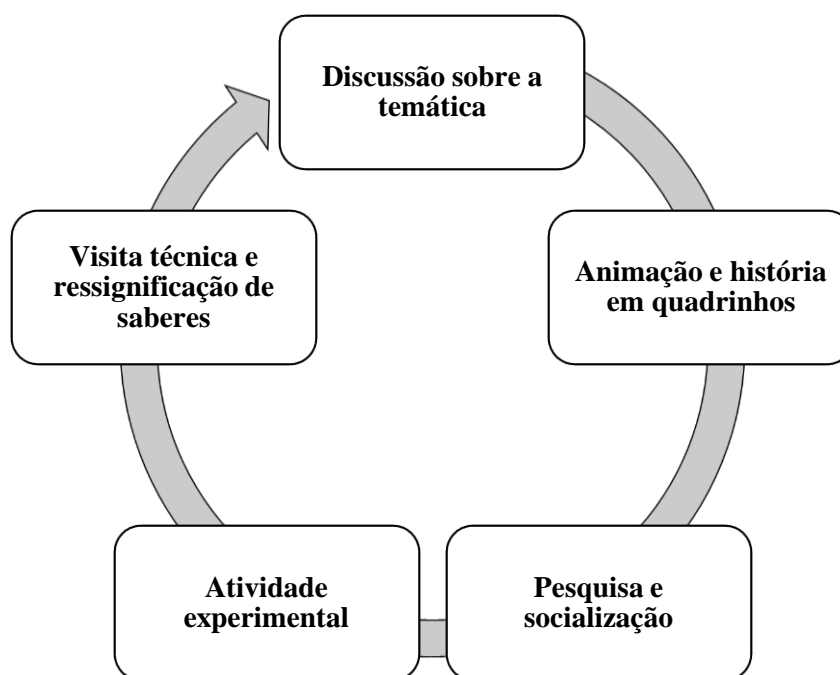 Discussão sobre a
temática
Animação e história
em quadrinhos
Pesquisa e
socialização
Atividade
experimental
Visita técnica e
ressignificação de
saberes